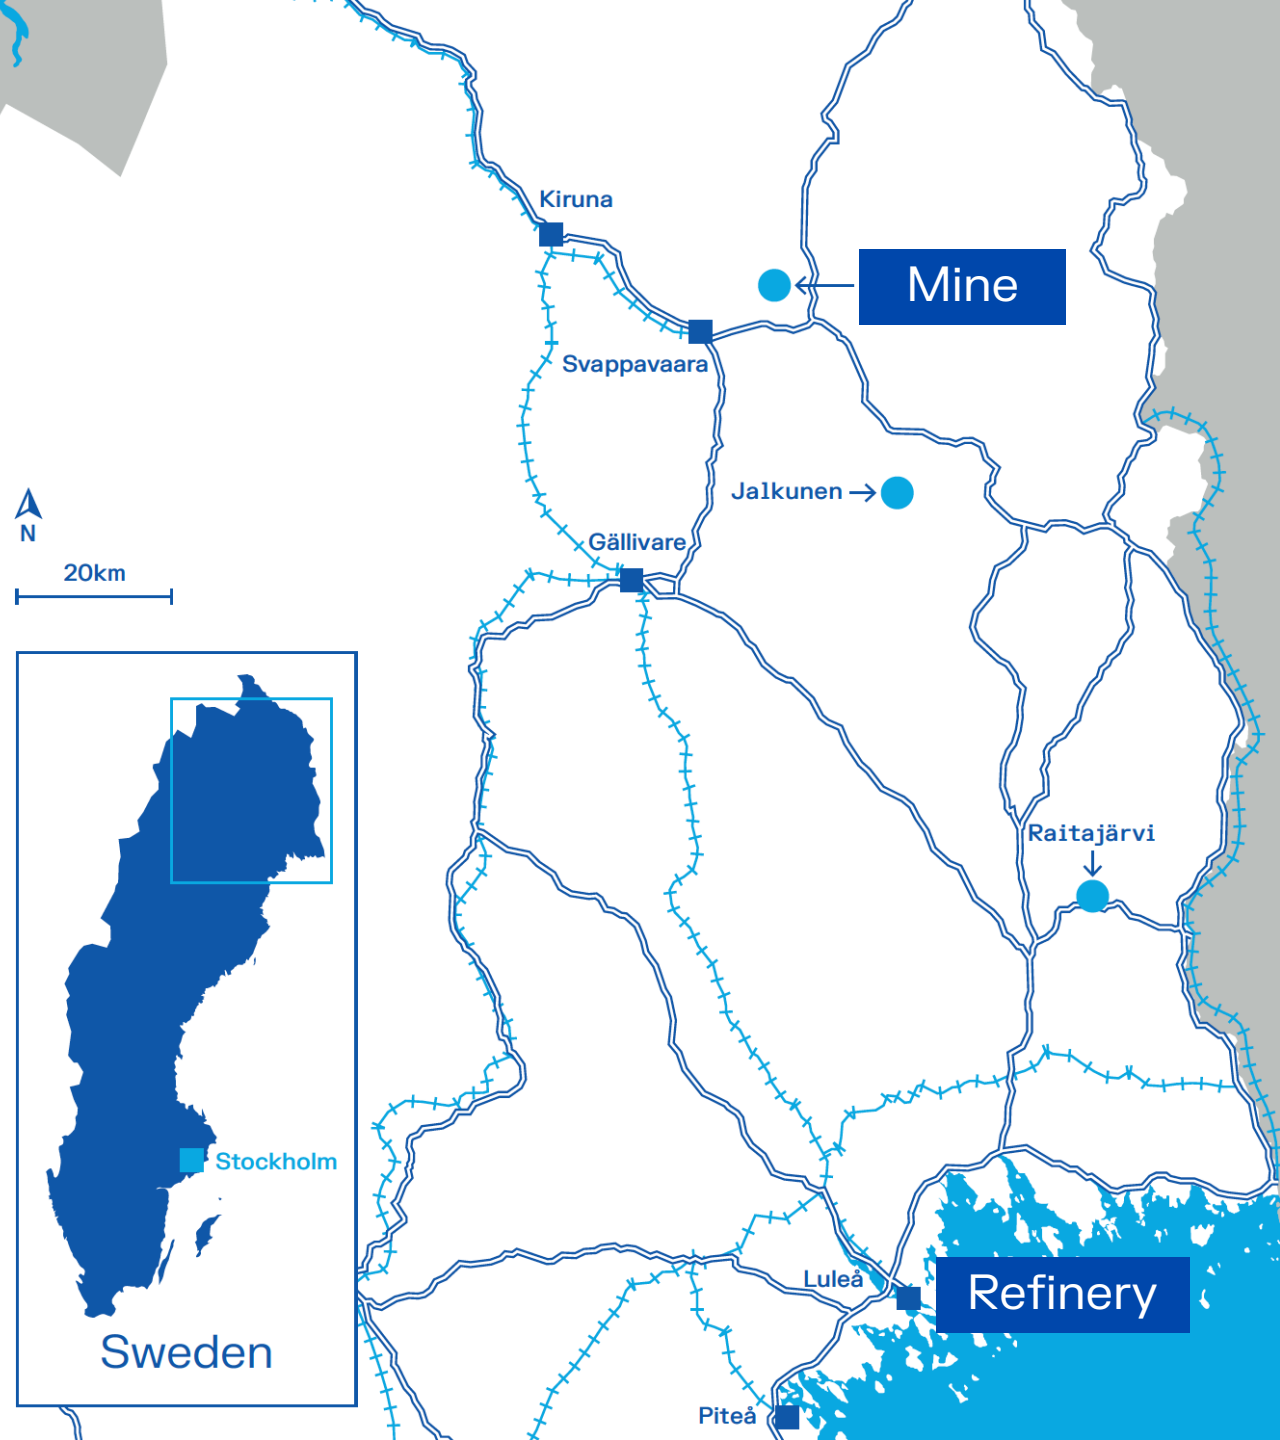 Kiruna
Mine
Svappavaara
Jalkunen
N
Gällivare
20km
Raitajärvi
Stockholm
Luleå
Refinery
Sweden
Piteå